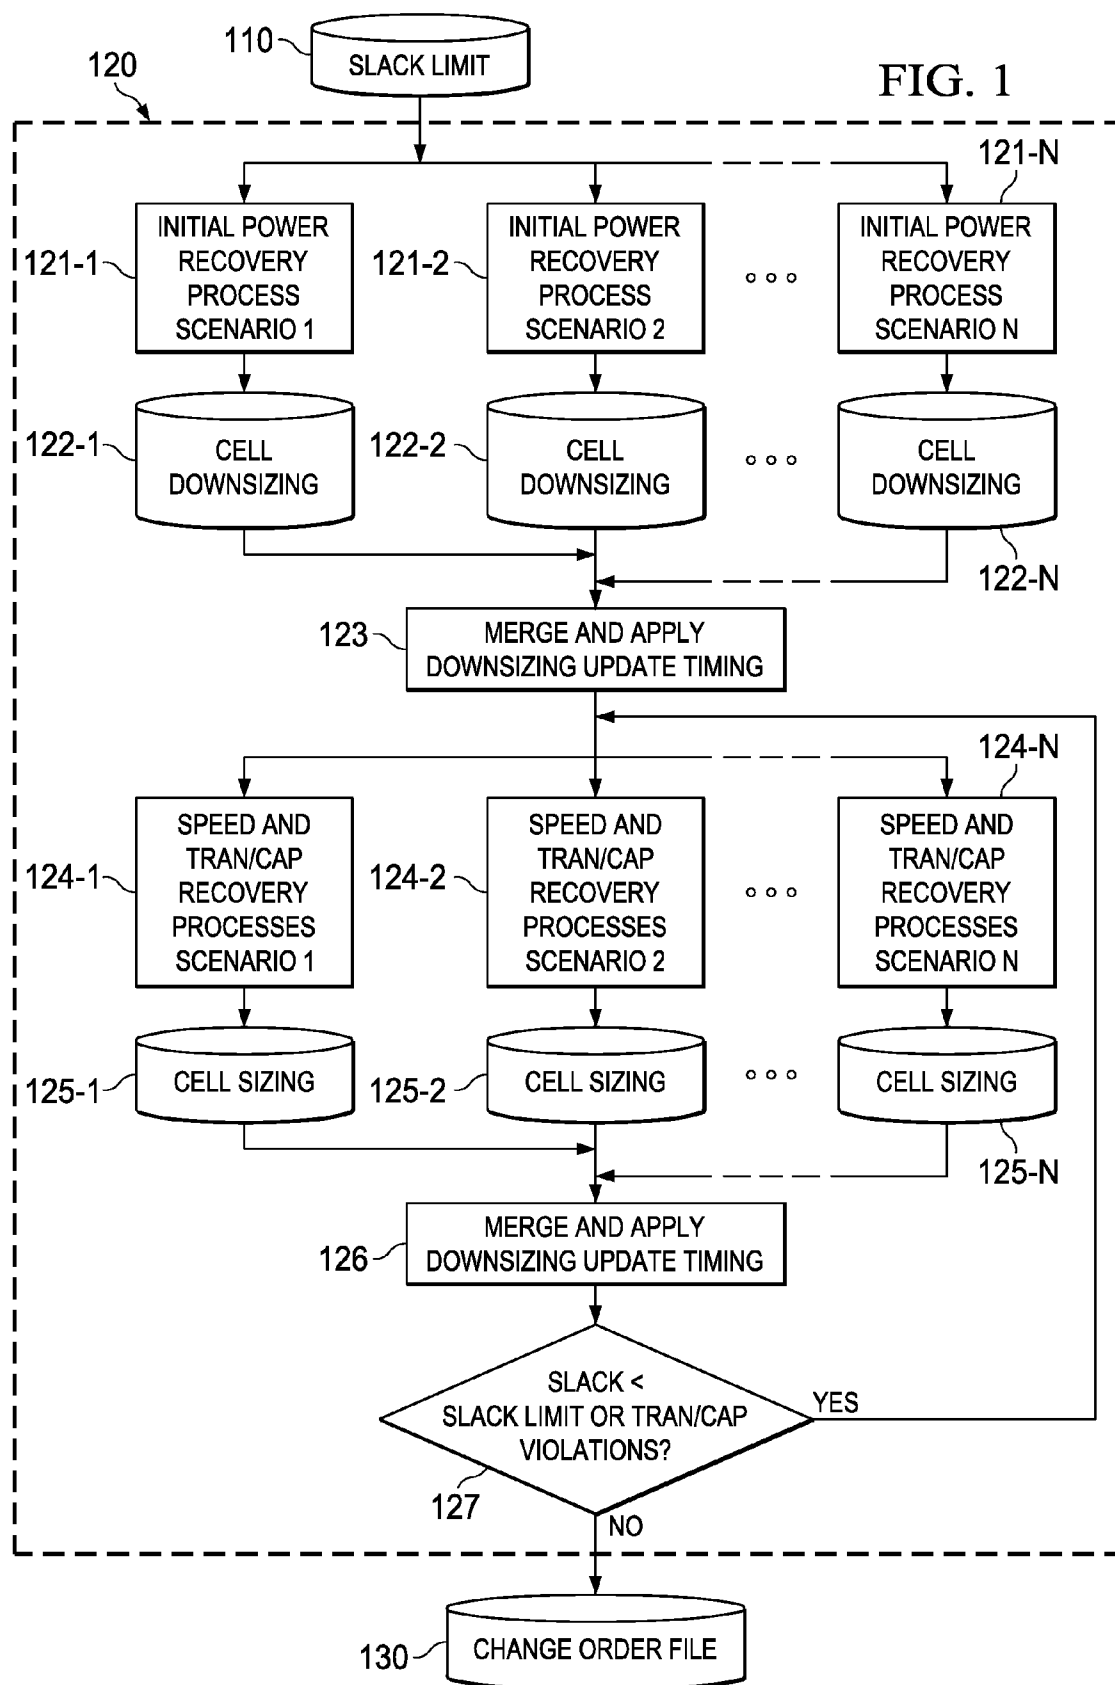 110
SLACK LIMIT
120
FIG. 1
121-N
INITIAL POWER
RECOVERY
PROCESS
SCENARIO 1
121-1
INITIAL POWER
RECOVERY
PROCESS
SCENARIO 2
121-2
INITIAL POWER
RECOVERY
PROCESS
SCENARIO N
122-1
CELL
DOWNSIZING
122-2
CELL
DOWNSIZING
CELL
DOWNSIZING
122-N
123
MERGE AND APPLY
DOWNSIZING UPDATE TIMING
124-N
124-1
SPEED AND
TRAN/CAP
RECOVERY
PROCESSES
SCENARIO 1
124-2
SPEED AND
TRAN/CAP
RECOVERY
PROCESSES
SCENARIO 2
SPEED AND
TRAN/CAP
RECOVERY
PROCESSES
SCENARIO N
125-1
CELL SIZING
125-2
CELL SIZING
CELL SIZING
125-N
126
MERGE AND APPLY
DOWNSIZING UPDATE TIMING
SLACK <
SLACK LIMIT OR TRAN/CAP
VIOLATIONS?
YES
127
NO
130
CHANGE ORDER FILE